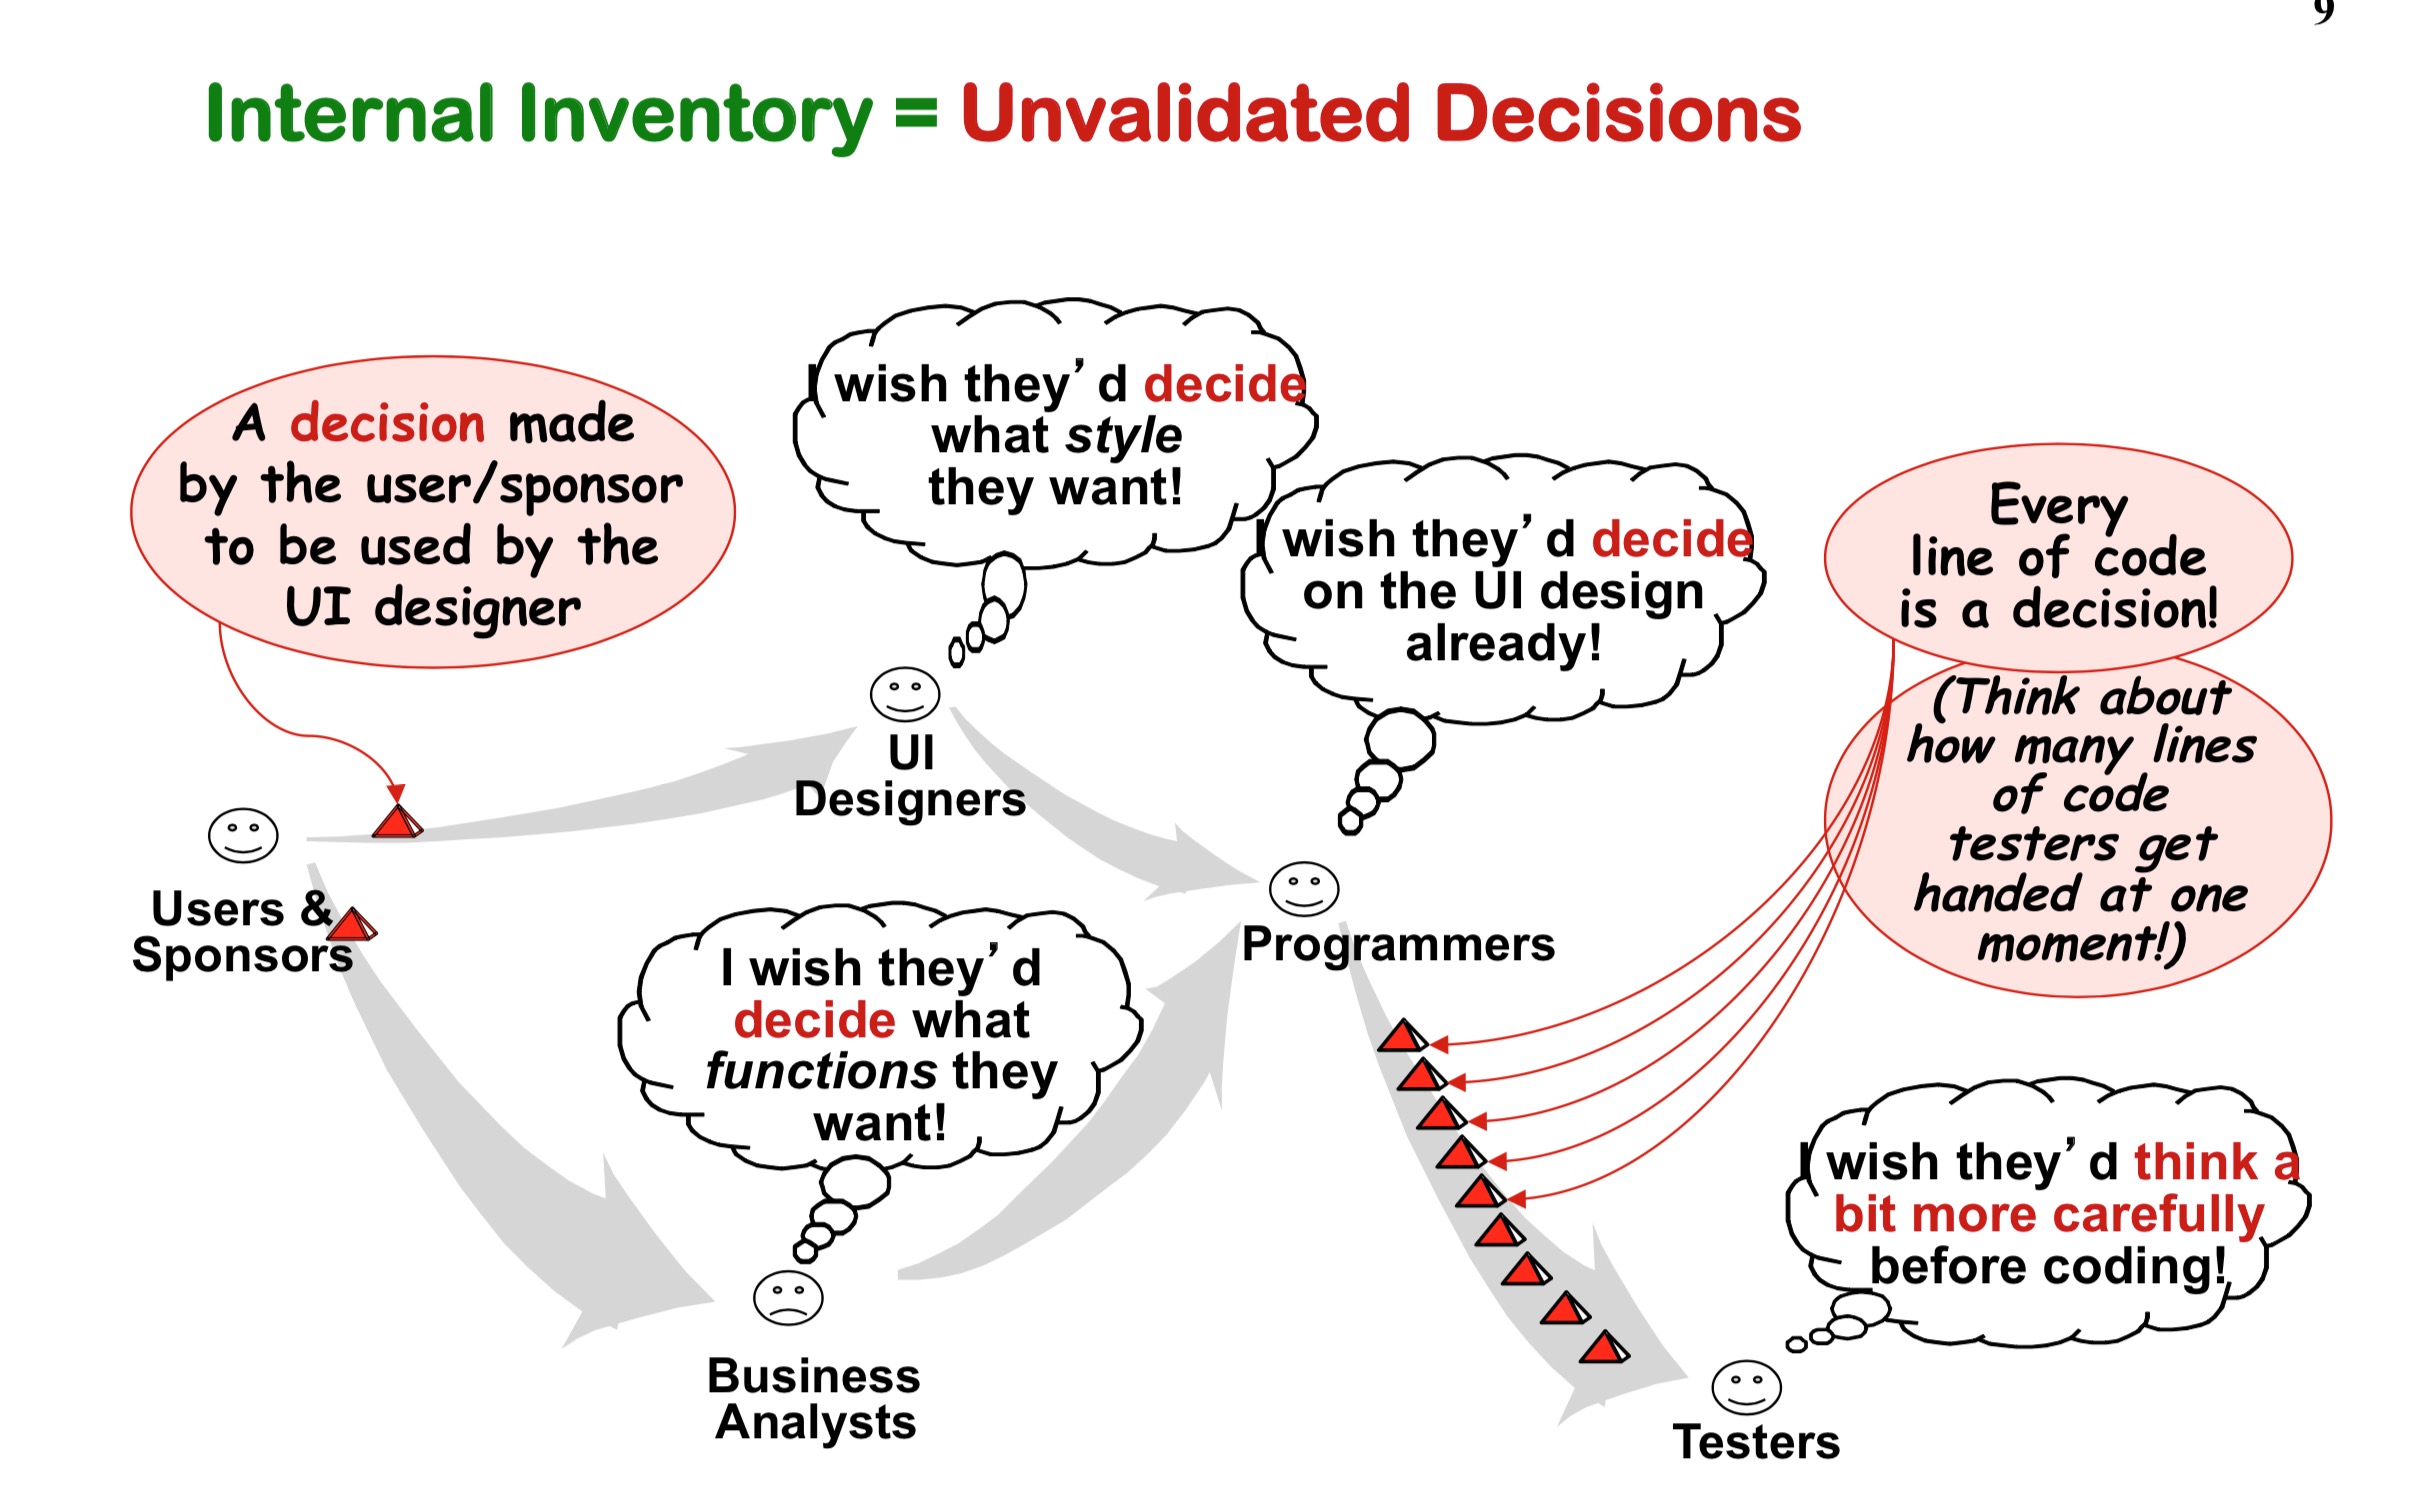 9
Internal Inventory = Unvalidated Decisions
A decision made
by the user/sponsor
to be used by the
UI designer
I wish they’d decide
what style
they want!
I wish they’d decide
on the UI design
already!
Every
line of code
is a decision!
(Think about
how many lines
of code
testers get
handed at one
moment!)
UI
Designers
Users &
Sponsors
Programmers
I wish they’d
decide what
functions they
want!
I wish they’d think a
bit more carefully
before coding!
Business
Analysts
Testers